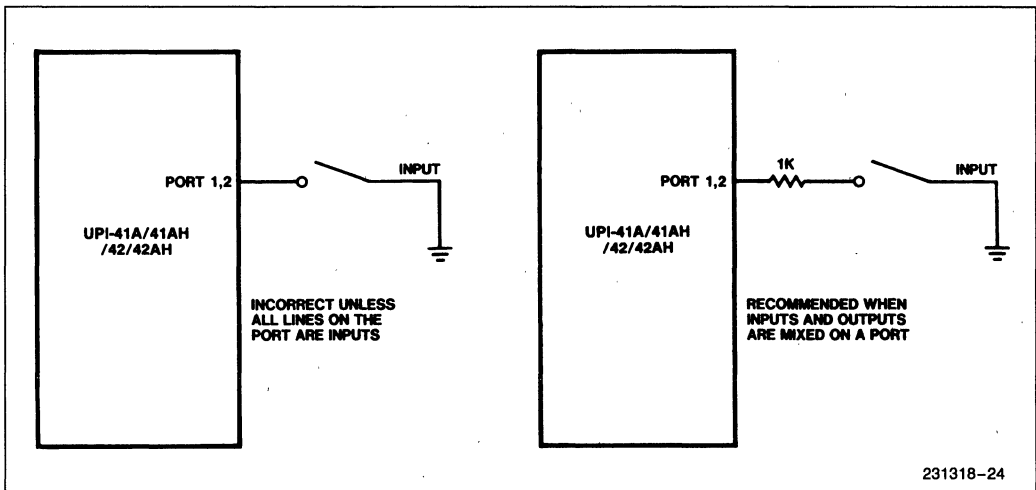 PORT 1,2
INPUT
UPI-41A/41AH
/42/42AH
INCORRECT UNLESS
ALL LINES ON THE
PORT ARE INPUTS
PORT 1,2
1K
INPUT
UPI-41A/41AH
/42/42AH
RECOMMENDED WHEN
INPUTS AND OUTPUTS
ARE MIXED ON A PORT
231318-24